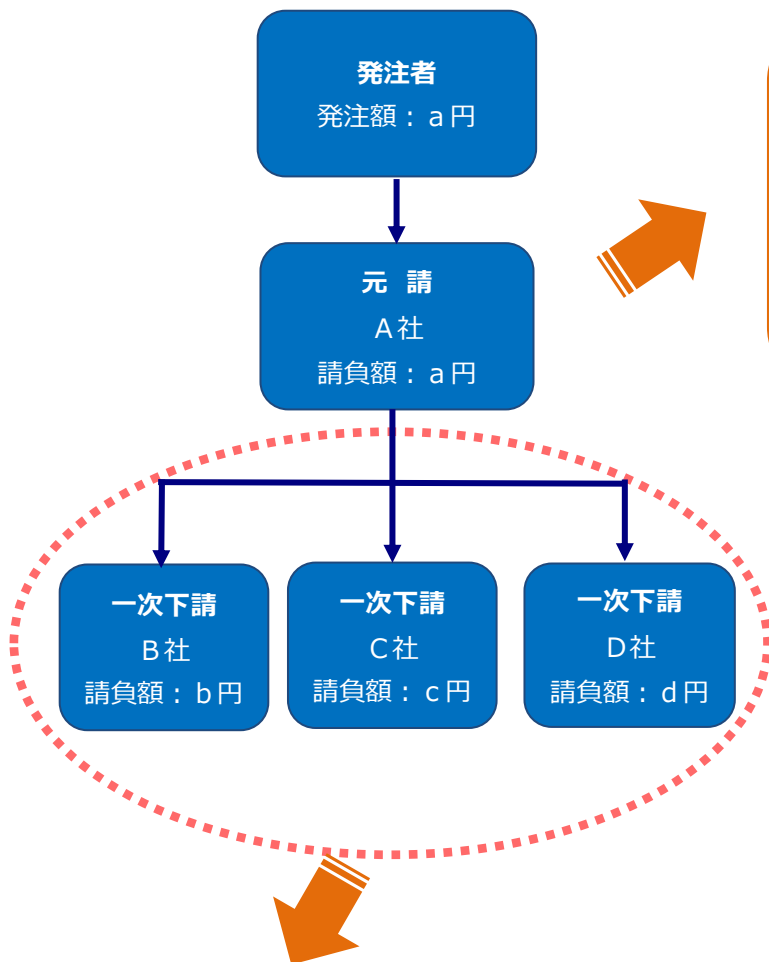 発注者
発注額：a円
元　請
A社
請負額：a円
一次下請
B社
請負額：b円
一次下請
C社
請負額：c円
一次下請
D社
請負額：d円